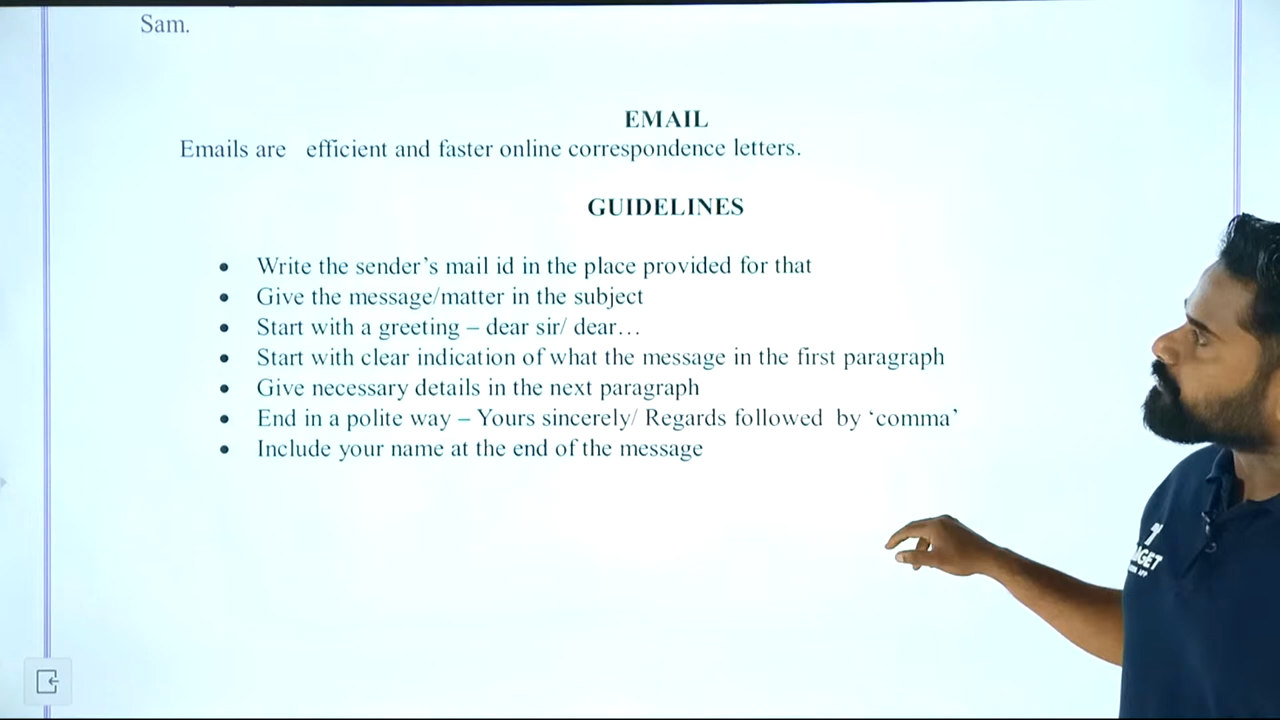 Sam.
EMAIL
Emails are efficient and faster online correspondence letters.
GUIDELINES
Write the sender's mail id in the place provided for that
Give the message/matter in the subject
Start with a greeting – dear sir/ dear…
Start with clear indication of what the message in the first paragraph
Give necessary details in the next paragraph
End in a polite way – Yours sincerely/ Regards followed by 'comma'
Include your name at the end of the message